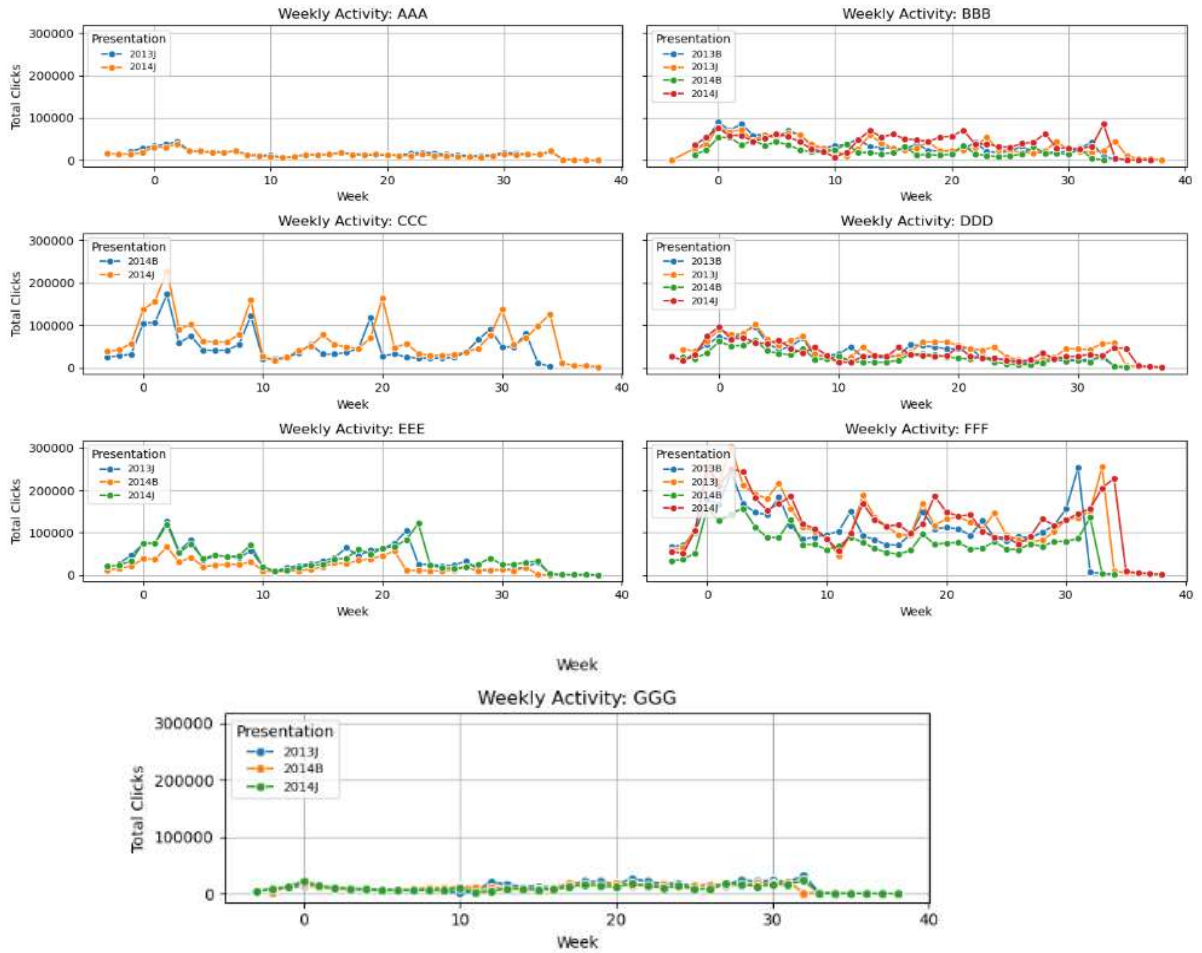 Weekly Activity: AAA
300000
200000
100000
0
Total Clicks
Presentation
2013J
2014J
0 10 20 30 40
Week
Weekly Activity: BBB
Presentation
2013B
2013J
2014B
2014J
0 10 20 30 40
Week
Weekly Activity: CCC
300000
200000
100000
0
Total Clicks
Presentation
2014B
2014J
0 10 20 30 40
Week
Weekly Activity: DDD
Presentation
2013B
2013J
2014B
2014J
0 10 20 30 40
Week
Weekly Activity: EEE
300000
200000
100000
0
Total Clicks
Presentation
2013J
2014B
2014J
0 10 20 30 40
Week
Weekly Activity: FFF
Presentation
2013B
2013J
2014B
2014J
0 10 20 30 40
Week
Week
Weekly Activity: GGG
300000
200000
100000
0
Total Clicks
Presentation
2013J
2014B
2014J
0 10 20 30 40
Week